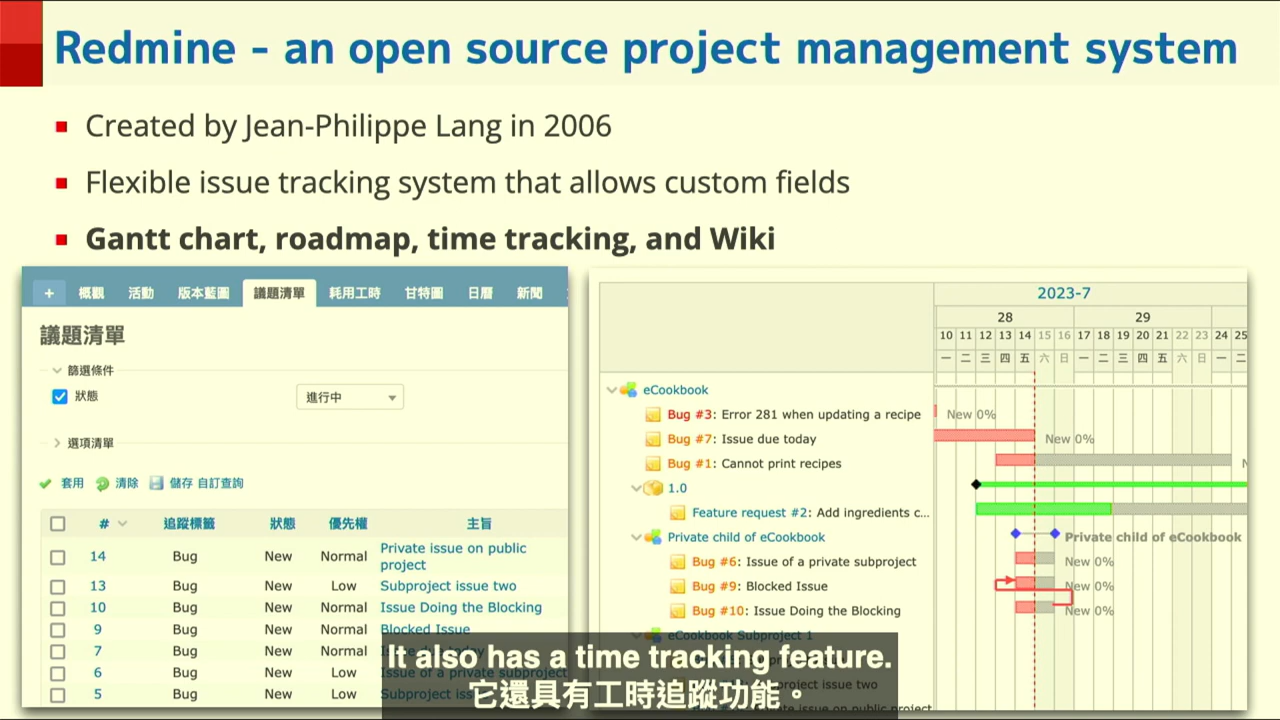 Redmine - an open source project management system
Created by Jean-Philippe Lang in 2006
Flexible issue tracking system that allows custom fields
Gantt chart, roadmap, time tracking, and Wiki
+ 概觀 活動 版本藍圖 議題清單 耗用工時 甘特圖 日曆 新聞
議題清單
篩選條件
狀態 進行中
選項清單
套用 清除 儲存 自訂查詢
# 追蹤標籤 狀態 優先權 主旨
14 Bug New Normal Private issue on public project
13 Bug New Low Subproject issue two
10 Bug New Normal Issue Doing the Blocking
9 Bug New Normal Blocked Issue
7 Bug New Normal
6 Bug New Low Issue of a private subproject
5 Bug New Low
2023-7
28 29
10 11 12 13 14 15 16 17 18 19 20 21 22 23 24 25
一 二 三 四 五 六 日 一 二 三 四 五 六 日 一 二
eCookbook
Bug #3: Error 281 when updating a recipe New 0%
Bug #7: Issue due today New 0%
Bug #1: Cannot print recipes N
1.0
Feature request #2: Add ingredients c...
Private child of eCookbook Private child of eCookbook
Bug #6: Issue of a private subproject New 0%
Bug #9: Blocked Issue New 0%
Bug #10: Issue Doing the Blocking New 0%
eCookbook Subproject 1
It also has a time tracking feature.
它還具有工時追蹤功能。